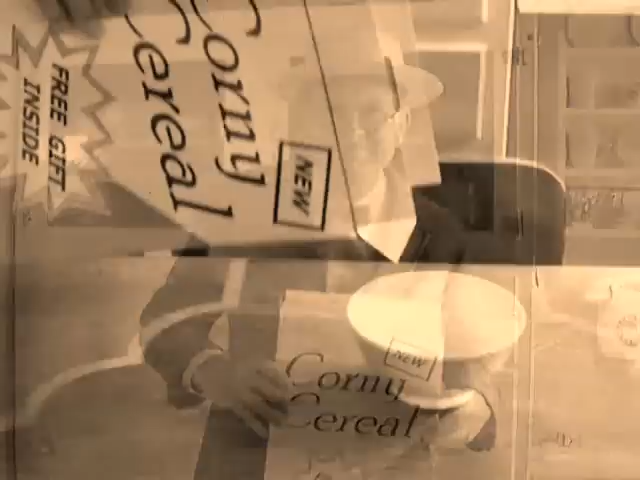 Corny
Cereal
NEW
FREE GIFT
INSIDE
NEW
Corny
Cereal